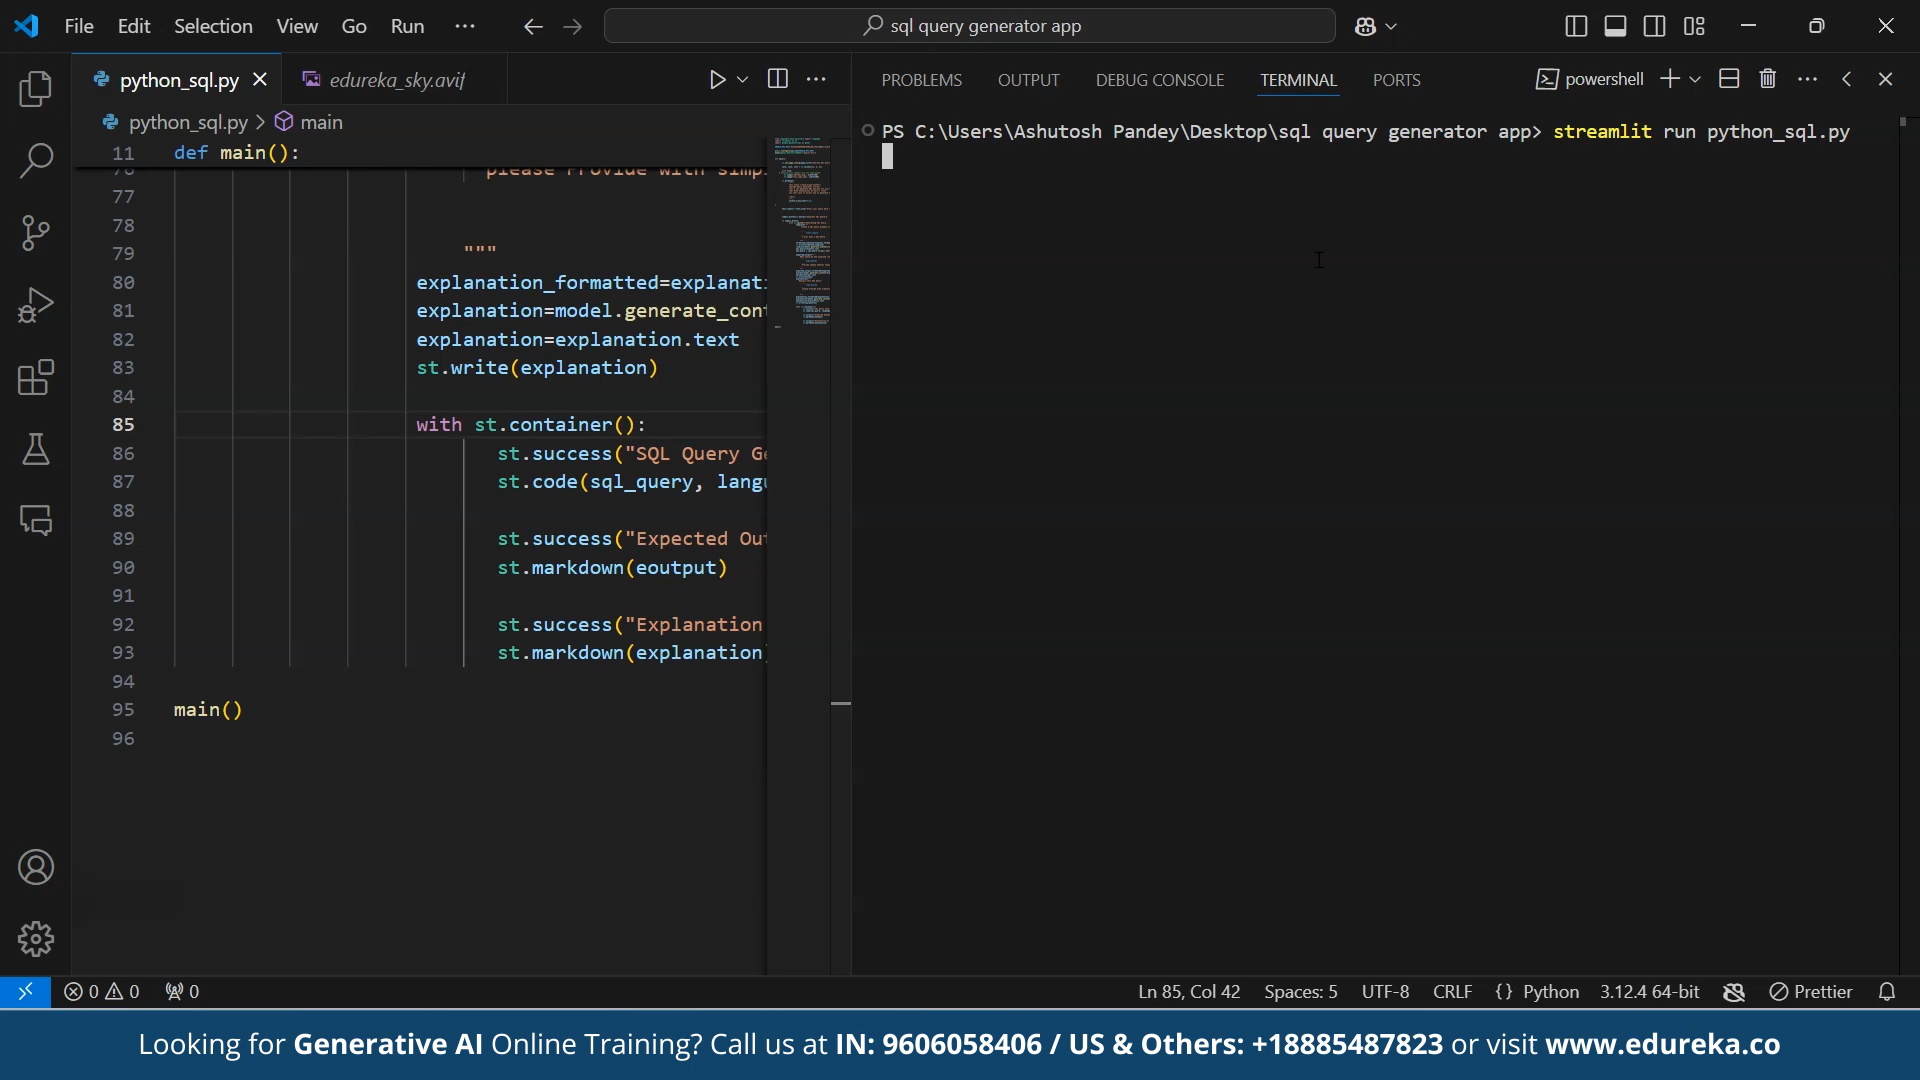 File Edit Selection View Go Run ...
sql query generator app
python_sql.py
edureka_sky.avif
PROBLEMS OUTPUT DEBUG CONSOLE TERMINAL PORTS
powershell
python_sql.py > main
11 def main():
77
78
79 """
80 explanation_formatted=explanat
81 explanation=model.generate_con
82 explanation=explanation.text
83 st.write(explanation)
84
85 with st.container():
86 st.success("SQL Query G
87 st.code(sql_query, lang
88
89 st.success("Expected Ou
90 st.markdown(eoutput)
91
92 st.success("Explanation
93 st.markdown(explanation
94
95 main()
96
PS C:\Users\Ashutosh Pandey\Desktop\sql query generator app> streamlit run python_sql.py
0 0 0
Ln 85, Col 42 Spaces: 5 UTF-8 CRLF {} Python 3.12.4 64-bit Prettier
Looking for Generative AI Online Training? Call us at IN: 9606058406 / US & Others: +18885487823 or visit www.edureka.co